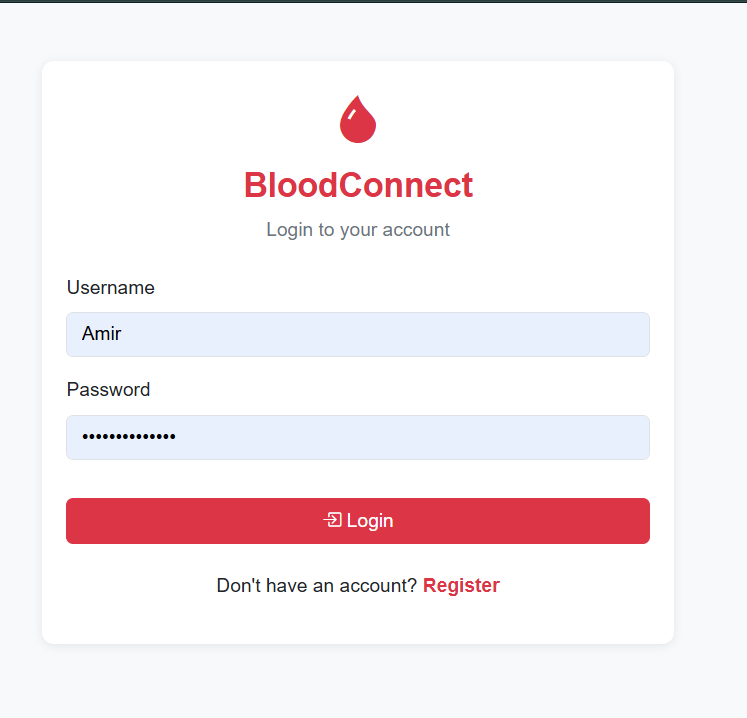 BloodConnect
Login to your account
Username
Amir
Password
••••••••••••••
Login
Don't have an account? Register